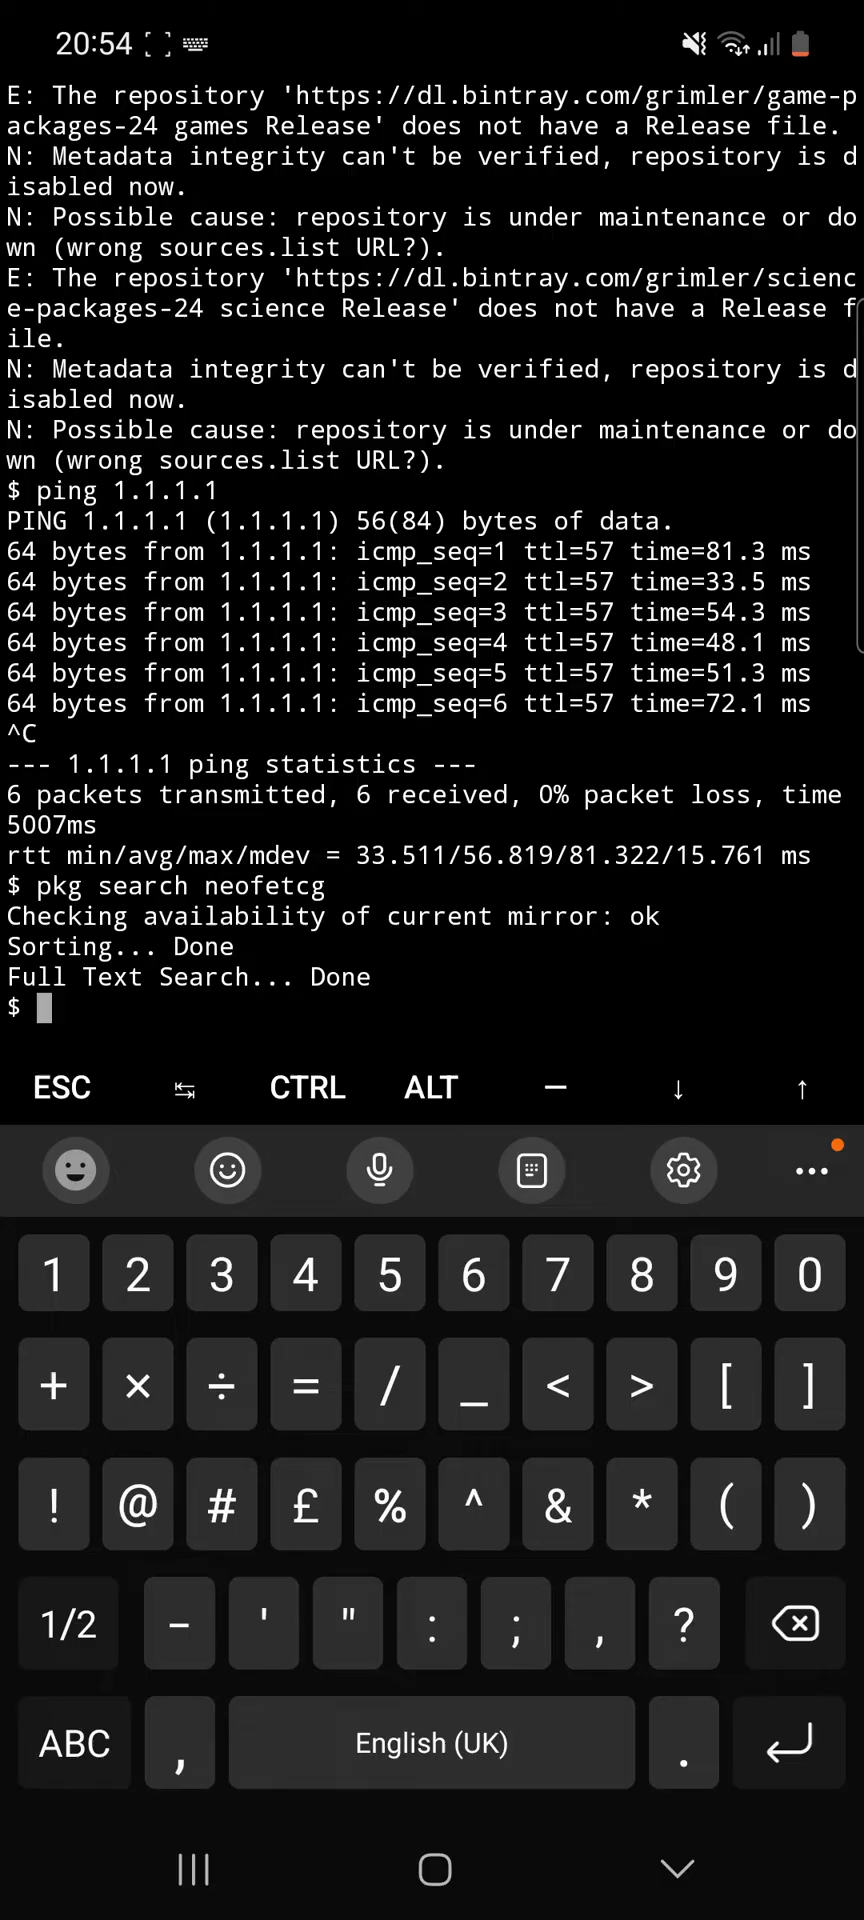 20:54
E: The repository 'https://dl.bintray.com/grimler/game-p
ackages-24 games Release' does not have a Release file.
N: Metadata integrity can't be verified, repository is d
isabled now.
N: Possible cause: repository is under maintenance or do
wn (wrong sources.list URL?).
E: The repository 'https://dl.bintray.com/grimler/scienc
e-packages-24 science Release' does not have a Release f
ile.
N: Metadata integrity can't be verified, repository is d
isabled now.
N: Possible cause: repository is under maintenance or do
wn (wrong sources.list URL?).
$ ping 1.1.1.1
PING 1.1.1.1 (1.1.1.1) 56(84) bytes of data.
64 bytes from 1.1.1.1: icmp_seq=1 ttl=57 time=81.3 ms
64 bytes from 1.1.1.1: icmp_seq=2 ttl=57 time=33.5 ms
64 bytes from 1.1.1.1: icmp_seq=3 ttl=57 time=54.3 ms
64 bytes from 1.1.1.1: icmp_seq=4 ttl=57 time=48.1 ms
64 bytes from 1.1.1.1: icmp_seq=5 ttl=57 time=51.3 ms
64 bytes from 1.1.1.1: icmp_seq=6 ttl=57 time=72.1 ms
^C
--- 1.1.1.1 ping statistics ---
6 packets transmitted, 6 received, 0% packet loss, time
5007ms
rtt min/avg/max/mdev = 33.511/56.819/81.322/15.761 ms
$ pkg search neofetcg
Checking availability of current mirror: ok
Sorting... Done
Full Text Search... Done
$
ESC ↹ CTRL ALT — ↓ ↑
1 2 3 4 5 6 7 8 9 0
+ × ÷ = / _ < > [ ]
! @ # £ % ^ & * ( )
1/2 - ' " : ; , ?
ABC , English (UK) .